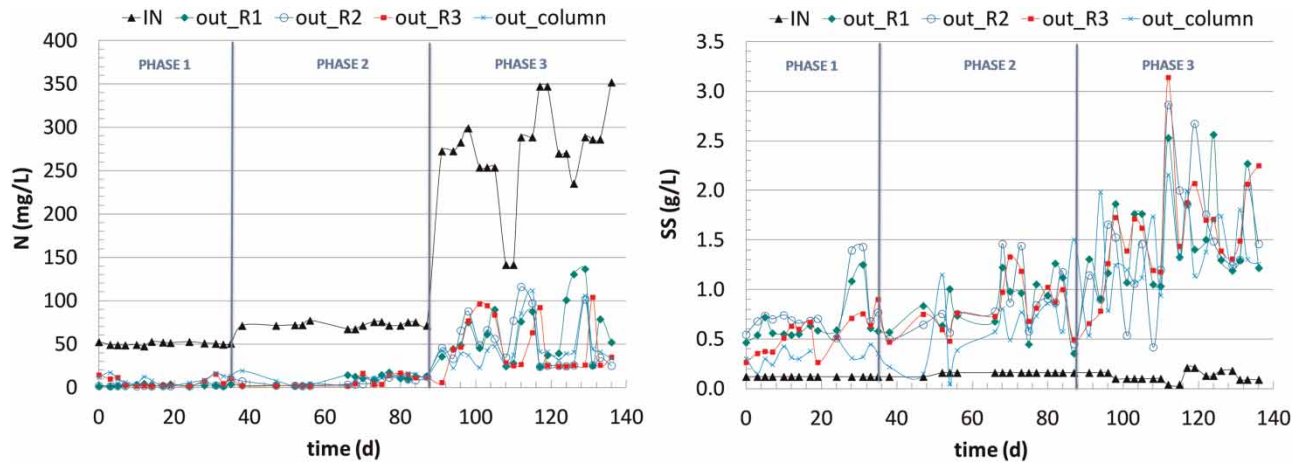 IN out_R1 out_R2 out_R3 out_column
400
350
300
250
200
150
100
50
0
N (mg/L)
PHASE 1 PHASE 2 PHASE 3
0 20 40 60 80 100 120 140
time (d)
IN out_R1 out_R2 out_R3 out_column
3.5
3.0
2.5
2.0
1.5
1.0
0.5
0.0
SS (g/L)
PHASE 1 PHASE 2 PHASE 3
0 20 40 60 80 100 120 140
time (d)